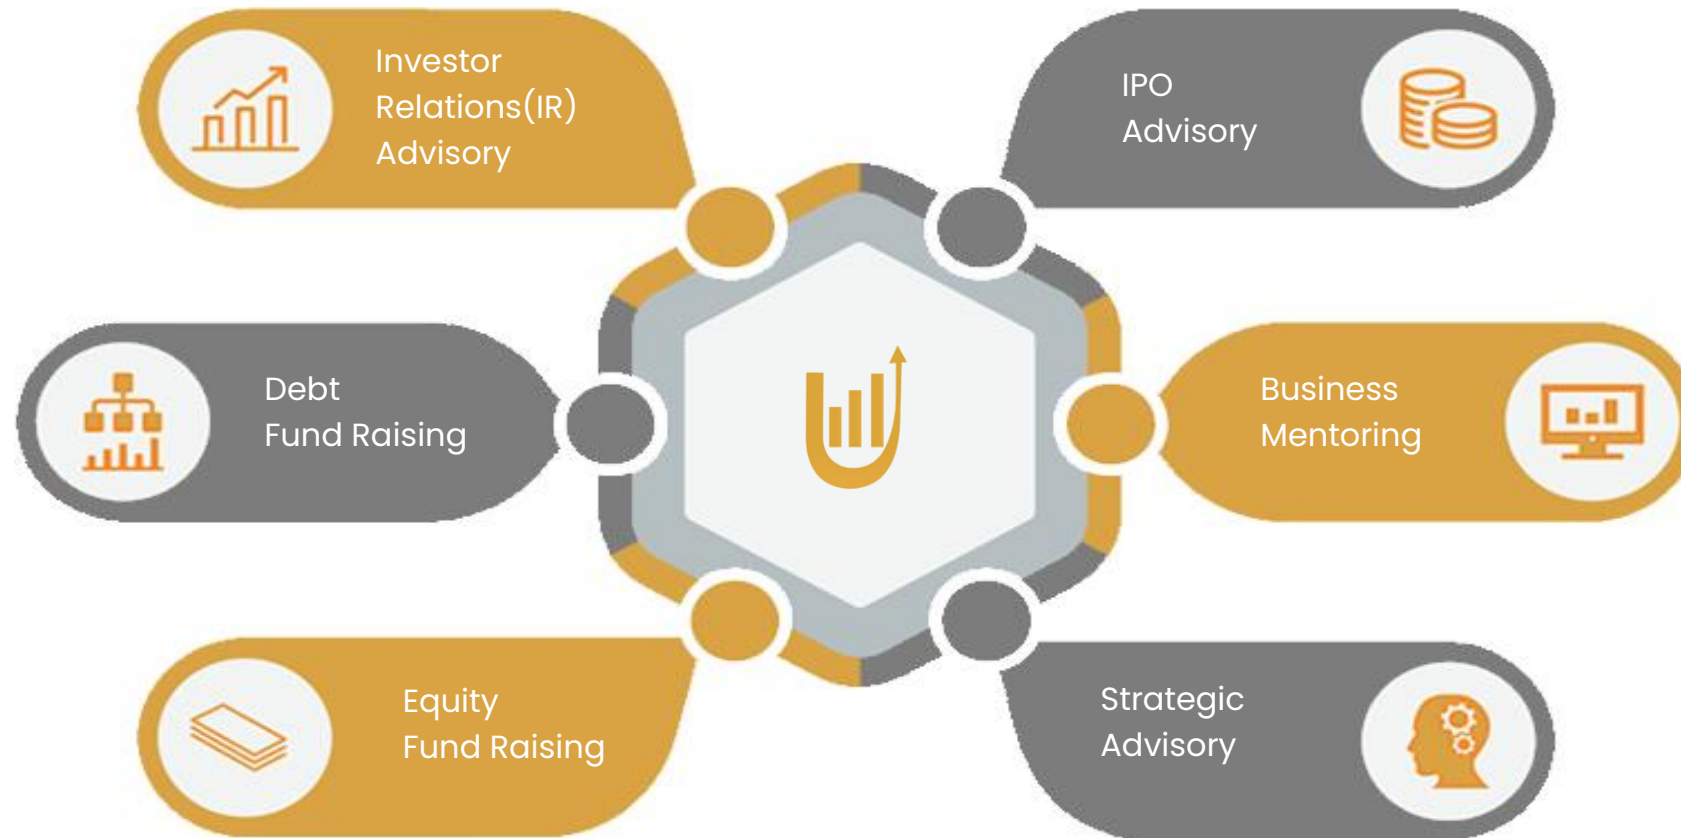 Investor
Relations(IR)
Advisory
IPO
Advisory
Debt
Fund Raising
Business
Mentoring
Equity
Fund Raising
Strategic
Advisory